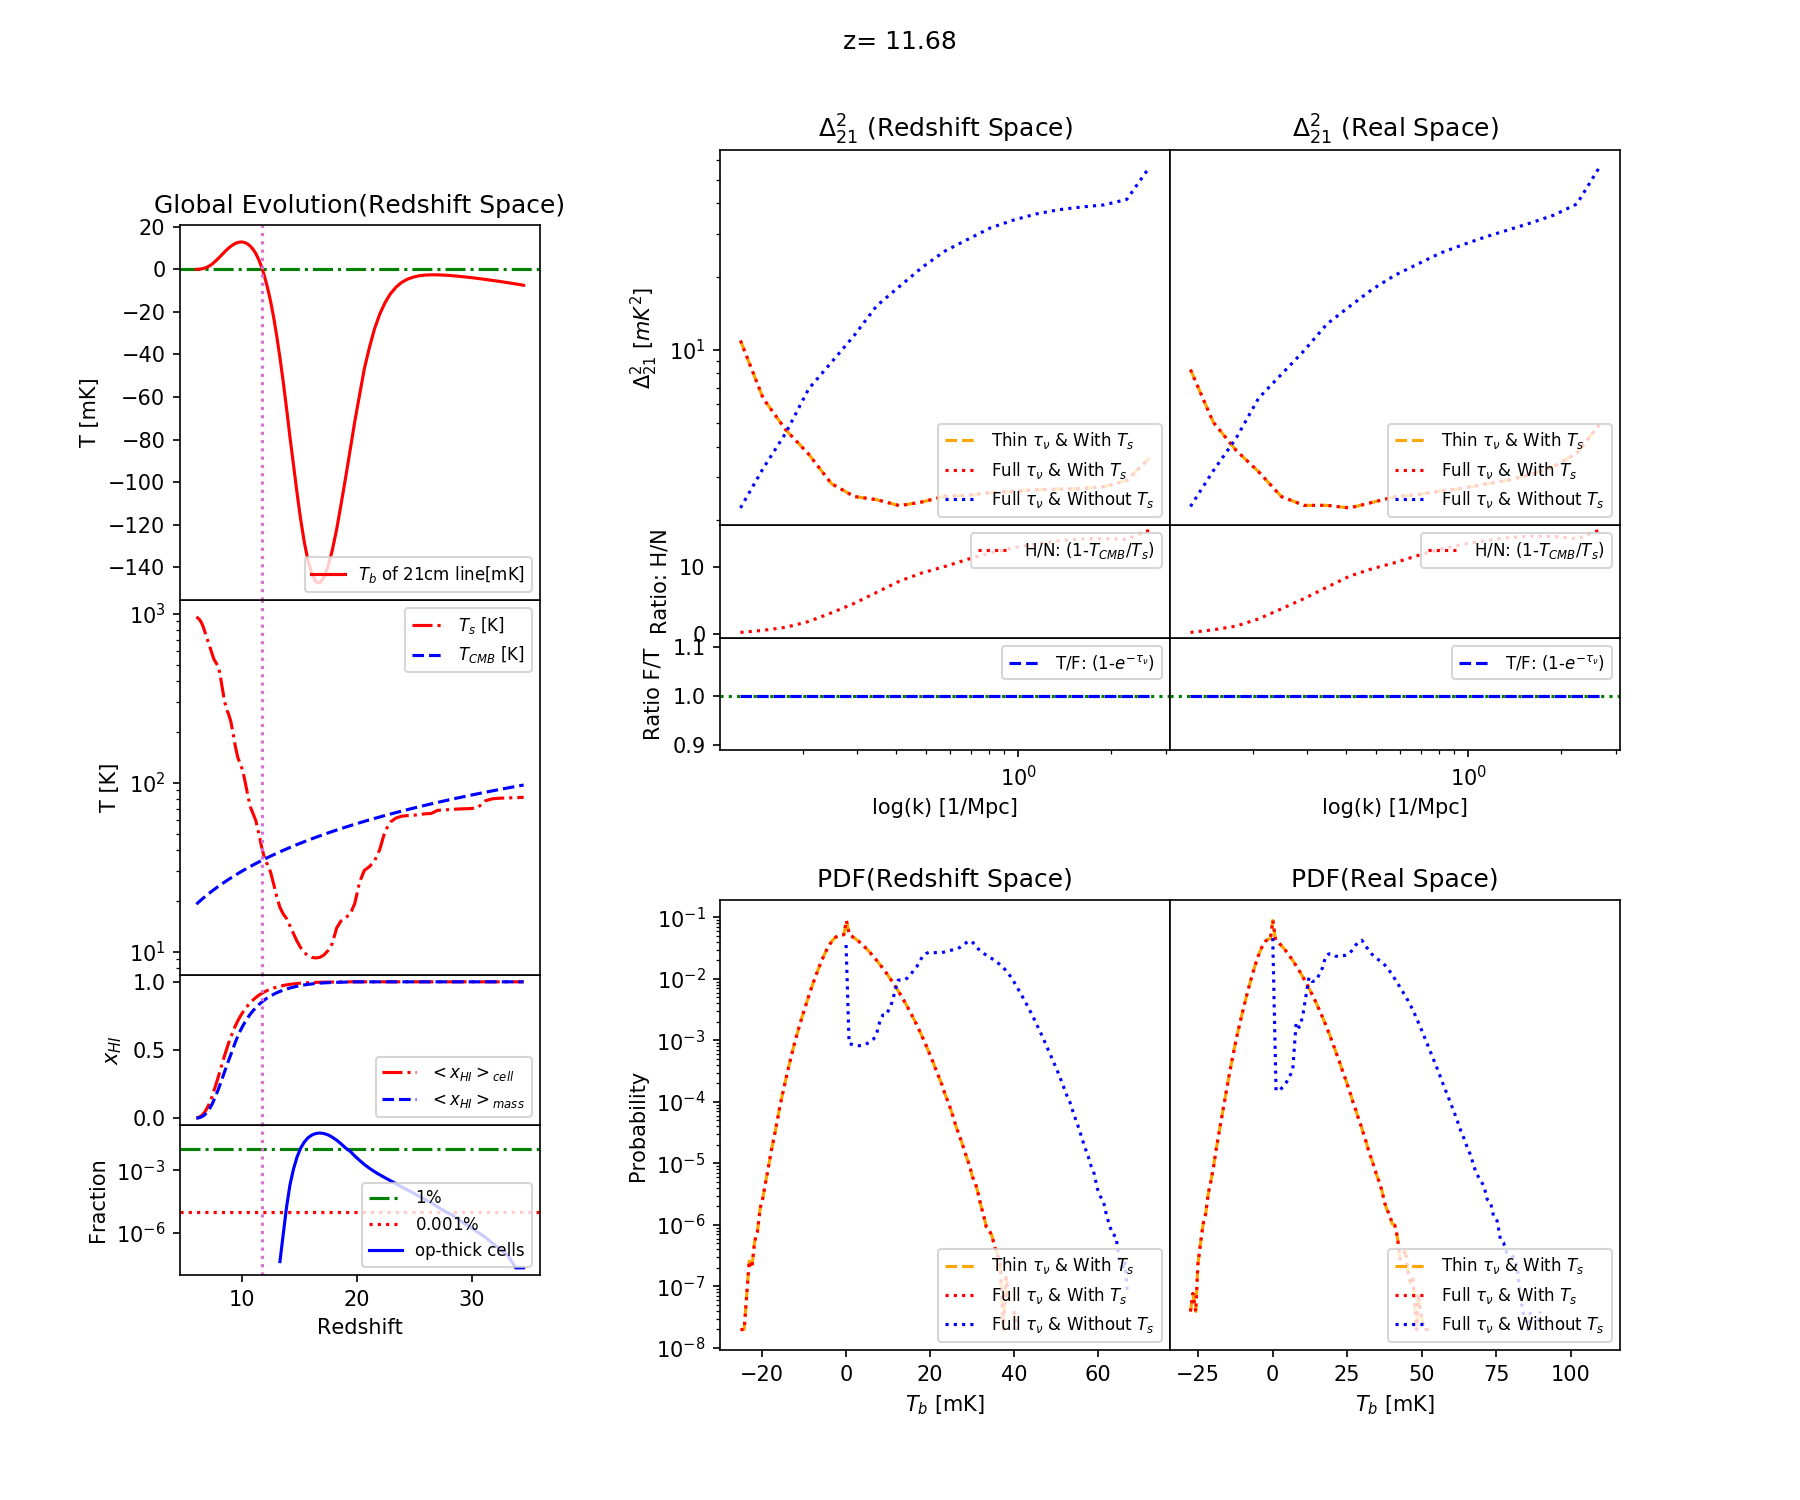 z= 11.68
Global Evolution(Redshift Space)
20
0
−20
−40
−60
−80
−100
−120
−140
T [mK]
T_b of 21cm line[mK]
10^3
10^2
10^1
T [K]
T_s [K]
T_CMB [K]
1.0
0.5
0.0
x_HI
< x_HI >_cell
< x_HI >_mass
10^−3
10^−6
Fraction
1%
0.001%
op-thick cells
10
20
30
Redshift
Δ^2_21 (Redshift Space)
Δ^2_21 (Real Space)
10^1
Δ^2_21 [mK^2]
Thin τ_ν & With T_s
Full τ_ν & With T_s
Full τ_ν & Without T_s
Thin τ_ν & With T_s
Full τ_ν & With T_s
Full τ_ν & Without T_s
10
0
Ratio: H/N
H/N: (1-T_CMB/T_s)
H/N: (1-T_CMB/T_s)
1.1
1.0
0.9
Ratio F/T
T/F: (1-e^−τ_ν)
T/F: (1-e^−τ_ν)
10^0
10^0
log(k) [1/Mpc]
log(k) [1/Mpc]
PDF(Redshift Space)
PDF(Real Space)
10^−1
10^−2
10^−3
10^−4
10^−5
10^−6
10^−7
10^−8
Probability
Thin τ_ν & With T_s
Full τ_ν & With T_s
Full τ_ν & Without T_s
Thin τ_ν & With T_s
Full τ_ν & With T_s
Full τ_ν & Without T_s
−20
0
20
40
60
−25
0
25
50
75
100
T_b [mK]
T_b [mK]